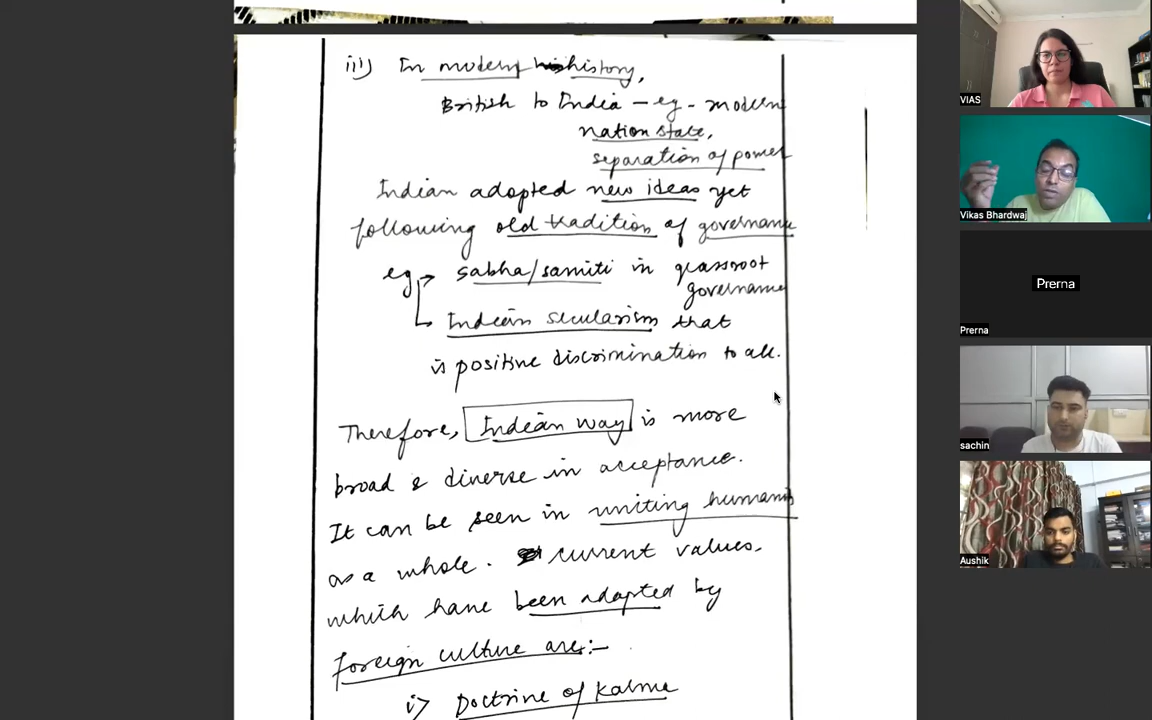 iii) In modern history,
British to India – eg – modern
nation state,
separation of power
Indian adopted new ideas yet
following old tradition of governance
eg → sabha/samiti in grassroot
governance
Indian secularism that
is positive discrimination to all.
Therefore, Indian way is more
broad & diverse in acceptance.
It can be seen in uniting humanity
as a whole. current values.
which have been adapted by
foreign culture are:–
i) Doctrine of Karma
VIAS
Vikas Bhardwaj
Prerna
Prerna
sachin
Aushik